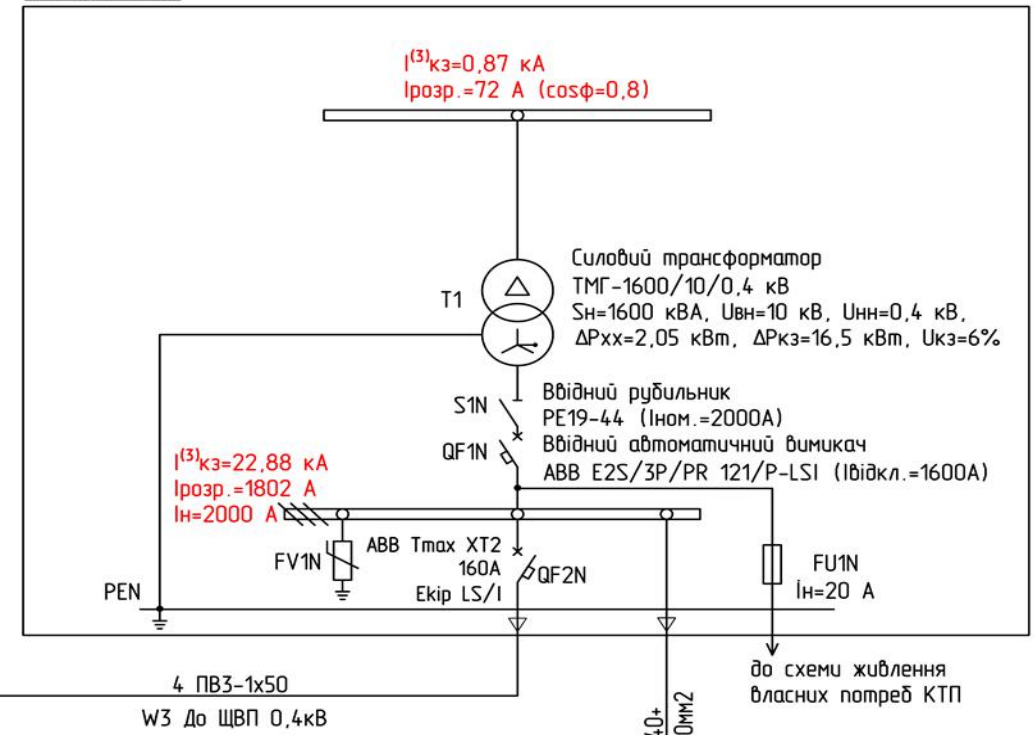 I(3)кз=0,87 кА
Iрозр.=72 А (cosφ=0,8)
Силовий трансформатор
ТМГ-1600/10/0,4 кВ
Sн=1600 кВА, Uвн=10 кВ, Uнн=0,4 кВ,
ΔPхх=2,05 кВт, ΔPкз=16,5 кВт, Uкз=6%
T1
Ввідний рубильник
S1N
РЕ19-44 (Iном.=2000А)
Ввідний автоматичний вимикач
QF1N
ABB E2S/3P/PR 121/P-LSI (Iвідкл.=1600А)
I(3)кз=22,88 кА
Iрозр.=1802 А
Iн=2000 А
ABB Tmax XT2
160А
Ekip LS/I
FV1N
QF2N
FU1N
Iн=20 А
PEN
до схеми живлення
власних потреб КТП
4 ПВ3-1х50
W3 До ЩВП 0,4кВ
40+
0мм2